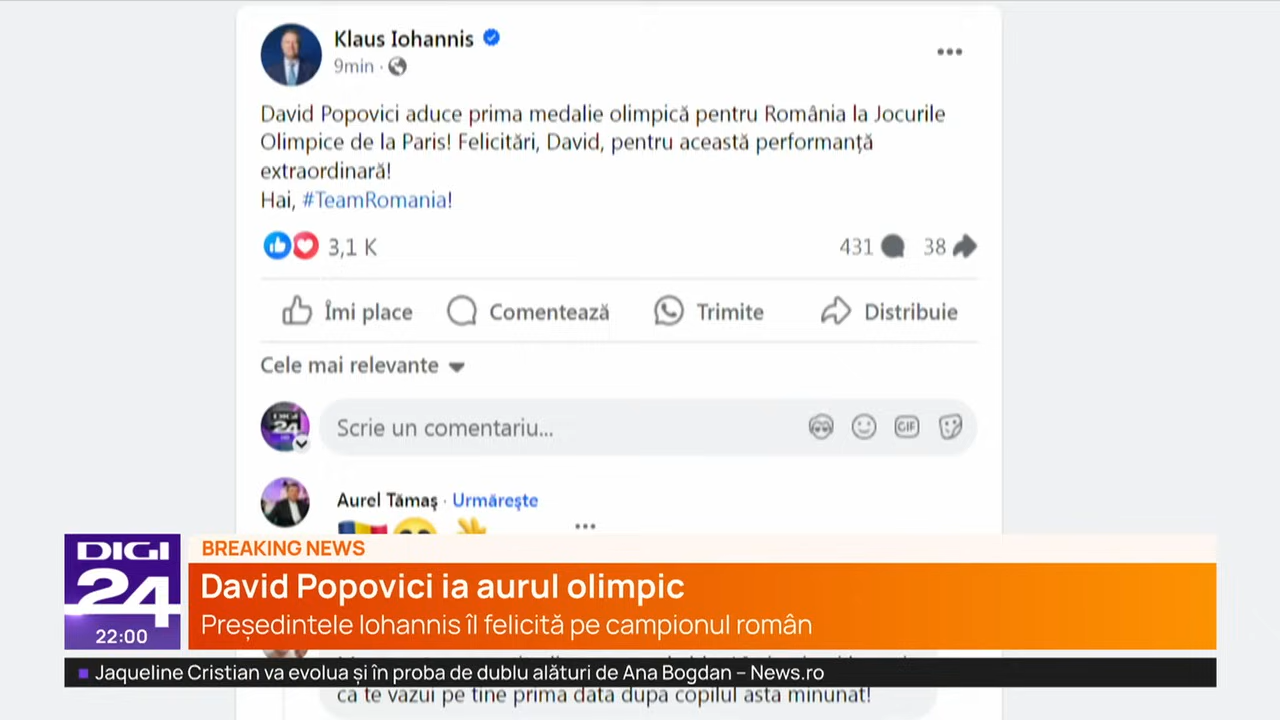 Klaus Iohannis
9min
David Popovici aduce prima medalie olimpică pentru România la Jocurile
Olimpice de la Paris! Felicitări, David, pentru această performanță
extraordinară!
Hai, #TeamRomania!
3,1 K
431
38
Îmi place
Comentează
Trimite
Distribuie
Cele mai relevante
DIGI
24
Scrie un comentariu...
GIF
Aurel Tămaș · Urmărește
DIGI
24
22:00
BREAKING NEWS
David Popovici ia aurul olimpic
Președintele Iohannis îl felicită pe campionul român
Jaqueline Cristian va evolua și în proba de dublu alături de Ana Bogdan – News.ro
ca te vazui pe tine prima data dupa copilul asta minunat!